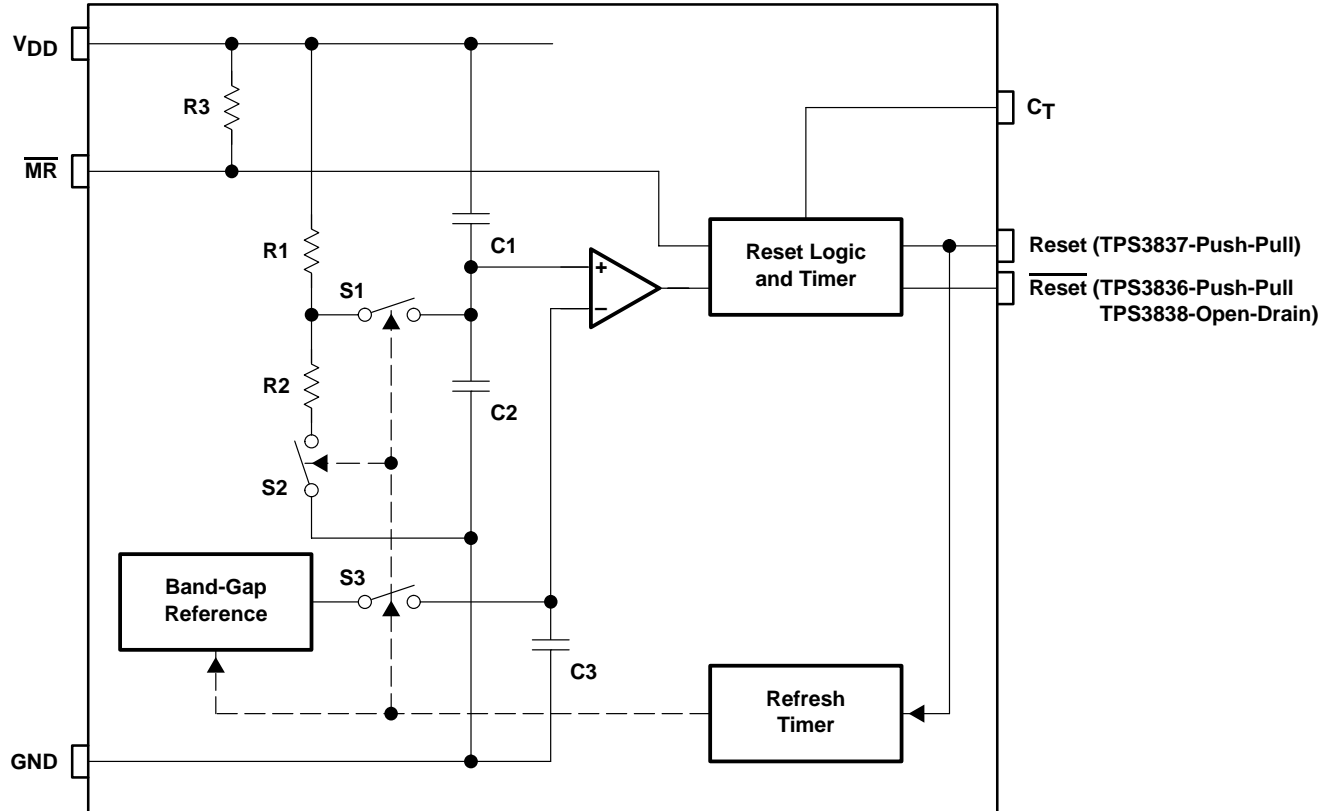 VDD
R3
CT
MR
R1
C1
+
Reset Logic
and Timer
Reset (TPS3837-Push-Pull)
S1
−
Reset (TPS3836-Push-Pull
TPS3838-Open-Drain)
R2
C2
S2
Band-Gap
Reference
S3
C3
Refresh
Timer
GND